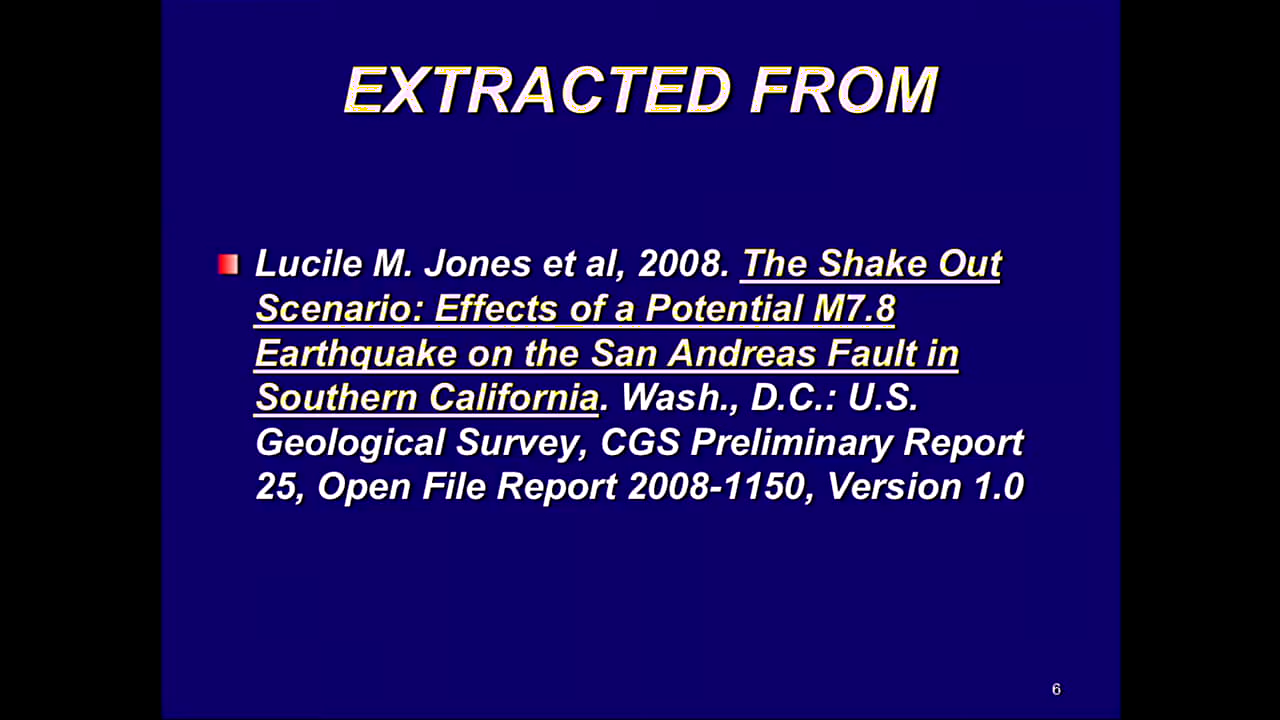 EXTRACTED FROM
Lucile M. Jones et al, 2008. The Shake Out
Scenario: Effects of a Potential M7.8
Earthquake on the San Andreas Fault in
Southern California. Wash., D.C.: U.S.
Geological Survey, CGS Preliminary Report
25, Open File Report 2008-1150, Version 1.0
6